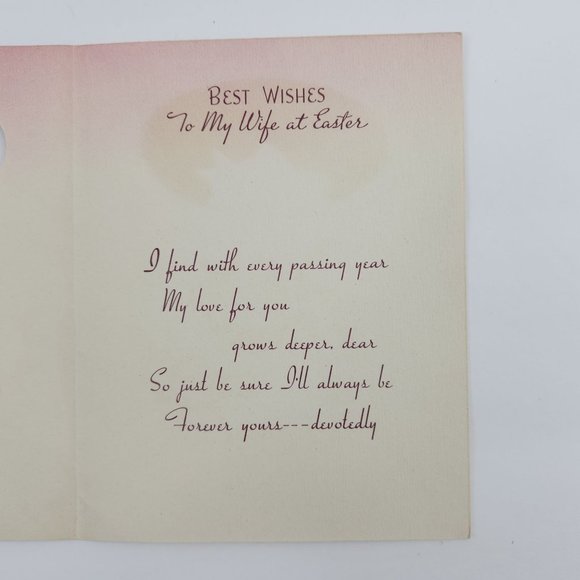 BEST WISHES
To My Wife at Easter
I find with every passing year
My love for you
grows deeper, dear
So just be sure I'll always be
Forever yours---devotedly